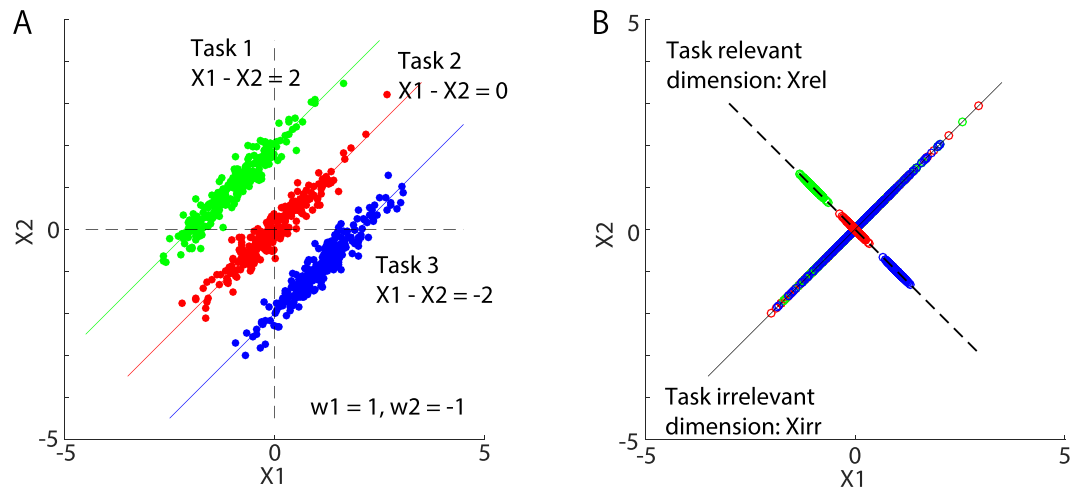 A
Task 1
X1 - X2 = 2
Task 2
X1 - X2 = 0
Task 3
X1 - X2 = -2
w1 = 1, w2 = -1
X2
0
-5
-5
0
5
X1
B
5
Task relevant
dimension: Xrel
X2
0
Task irrelevant
dimension: Xirr
-5
-5
0
5
X1